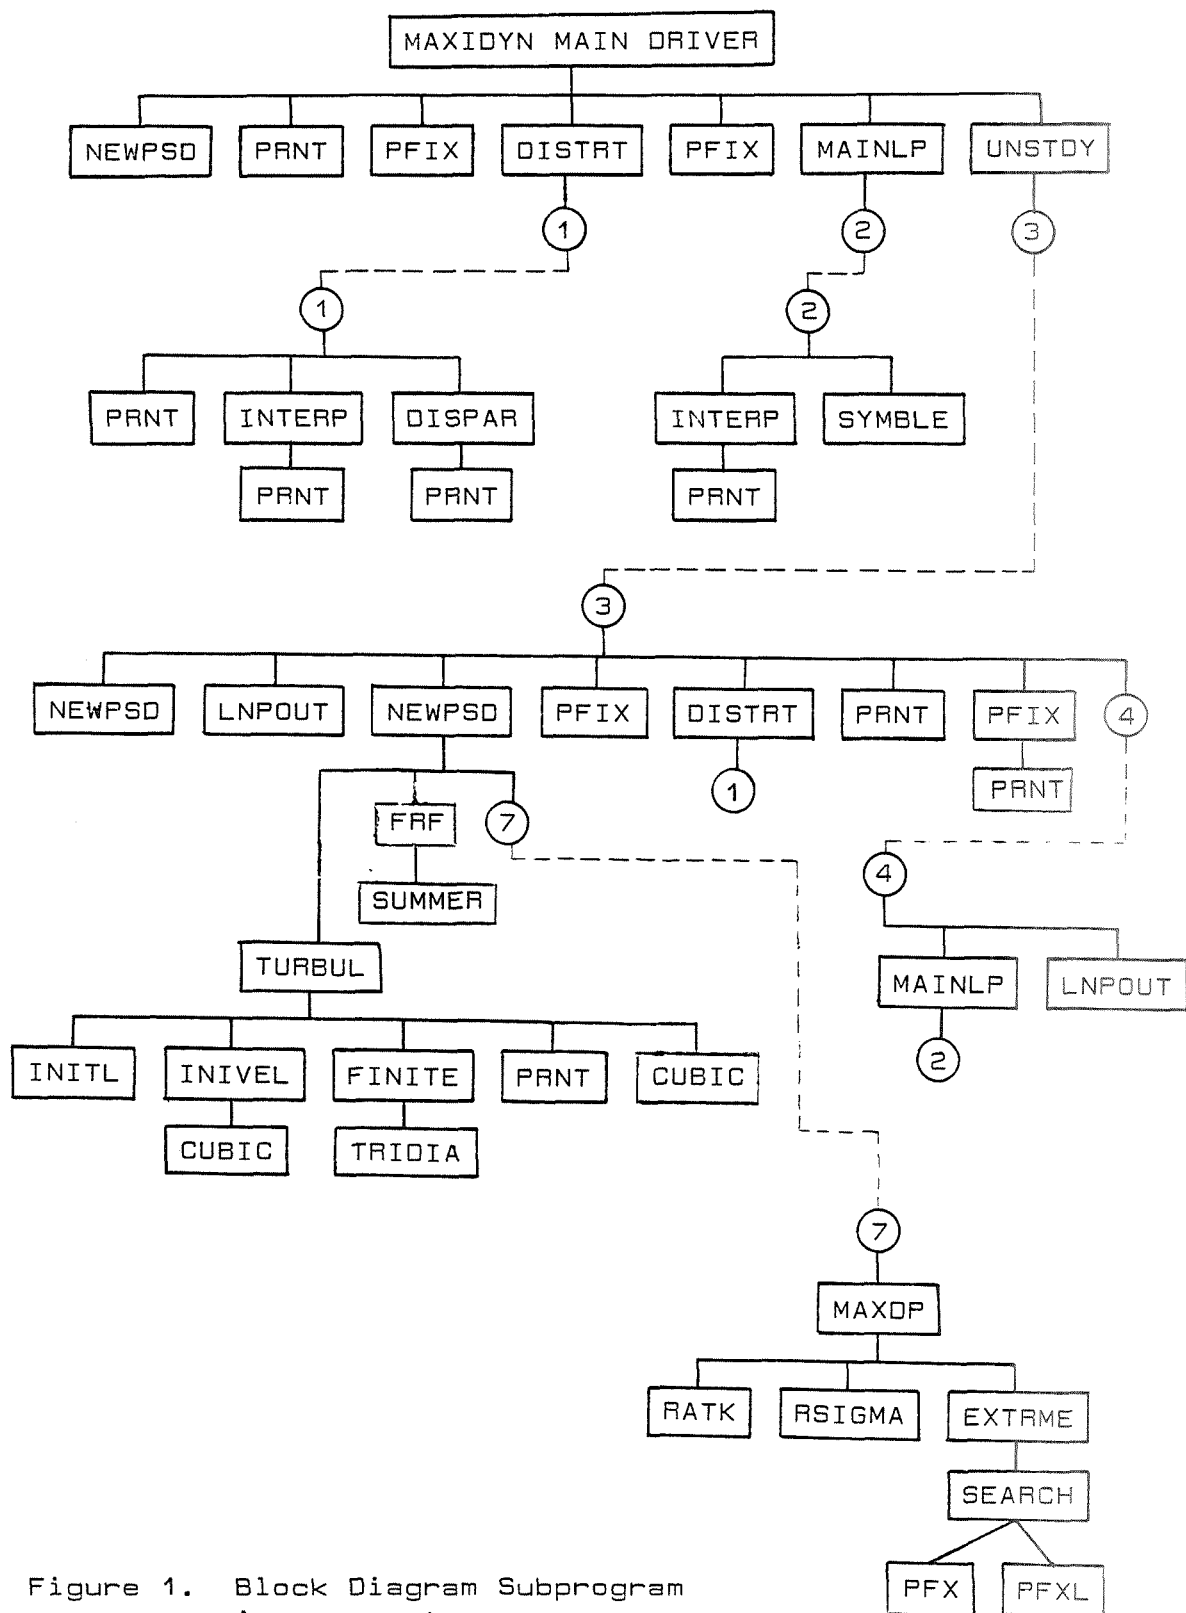 MAXIDYN MAIN DRIVER
NEWPSD PRNT PFIX DISTRT PFIX MAINLP UNSTDY
1 2 3
1 2
PRNT INTERP DISPAR INTERP SYMBLE
PRNT PRNT PRNT
3
NEWPSD LNPOUT NEWPSD PFIX DISTRT PRNT PFIX 4
1 PRNT
FRF 7
4
SUMMER
TURBUL MAINLP LNPOUT
2
INITL INIVEL FINITE PRNT CUBIC
CUBIC TRIDIA
7
MAXDP
RATK RSIGMA EXTRME
SEARCH
PFX PFXL
Figure 1. Block Diagram Subprogram